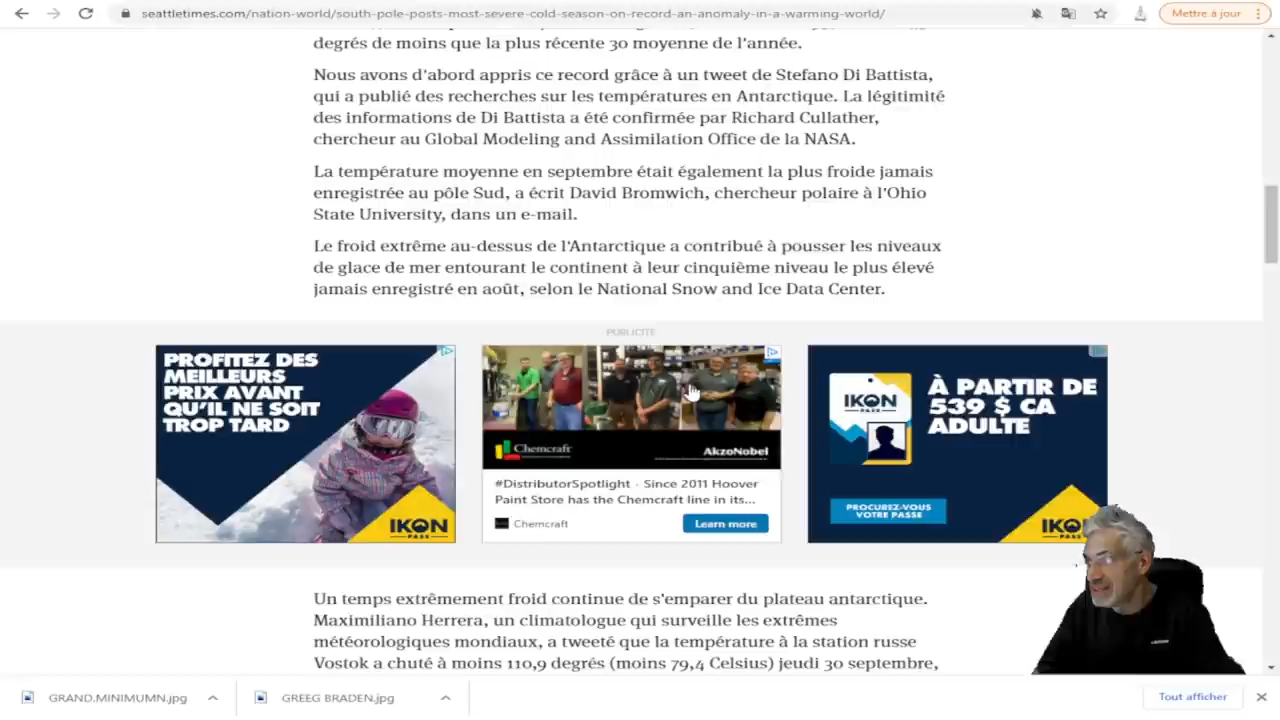 seattletimes.com/nation-world/south-pole-posts-most-severe-cold-season-on-record-an-anomaly-in-a-warming-world/
Mettre à jour
degrés de moins que la plus récente 30 moyenne de l'année.
Nous avons d'abord appris ce record grâce à un tweet de Stefano Di Battista,
qui a publié des recherches sur les températures en Antarctique. La légitimité
des informations de Di Battista a été confirmée par Richard Cullather,
chercheur au Global Modeling and Assimilation Office de la NASA.
La température moyenne en septembre était également la plus froide jamais
enregistrée au pôle Sud, a écrit David Bromwich, chercheur polaire à l'Ohio
State University, dans un e-mail.
Le froid extrême au-dessus de l'Antarctique a contribué à pousser les niveaux
de glace de mer entourant le continent à leur cinquième niveau le plus élevé
jamais enregistré en août, selon le National Snow and Ice Data Center.
PUBLICITÉ
PROFITEZ DES
MEILLEURS
PRIX AVANT
QU'IL NE SOIT
TROP TARD
IKON
PASS
Chemcraft
AkzoNobel
#DistributorSpotlight - Since 2011 Hoover
Paint Store has the Chemcraft line in its...
Chemcraft
Learn more
IKON
PASS
À PARTIR DE
539 $ CA
ADULTE
PROCUREZ-VOUS
VOTRE PASSE
Un temps extrêmement froid continue de s'emparer du plateau antarctique.
Maximiliano Herrera, un climatologue qui surveille les extrêmes
météorologiques mondiaux, a tweeté que la température à la station russe
Vostok a chuté à moins 110,9 degrés (moins 79,4 Celsius) jeudi 30 septembre,
GRAND.MINIMUMN.jpg
GREEG BRADEN.jpg
Tout afficher